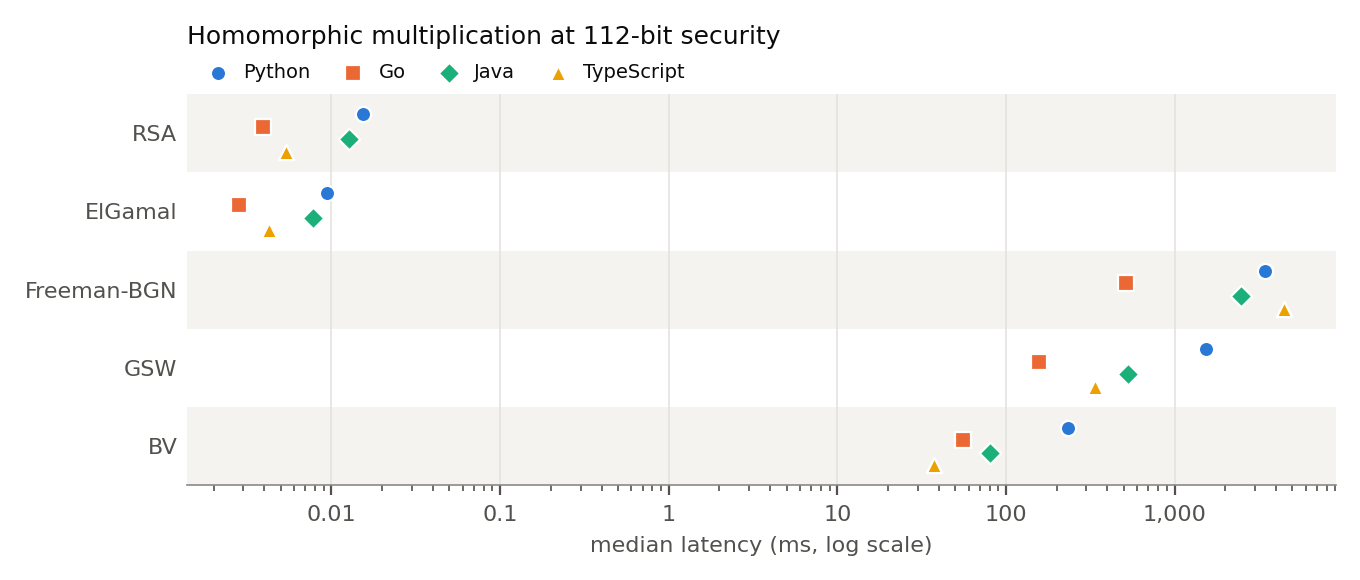 Homomorphic multiplication at 112-bit security
Python Go Java TypeScript
RSA
ElGamal
Freeman-BGN
GSW
BV
0.01 0.1 1 10 100 1,000
median latency (ms, log scale)